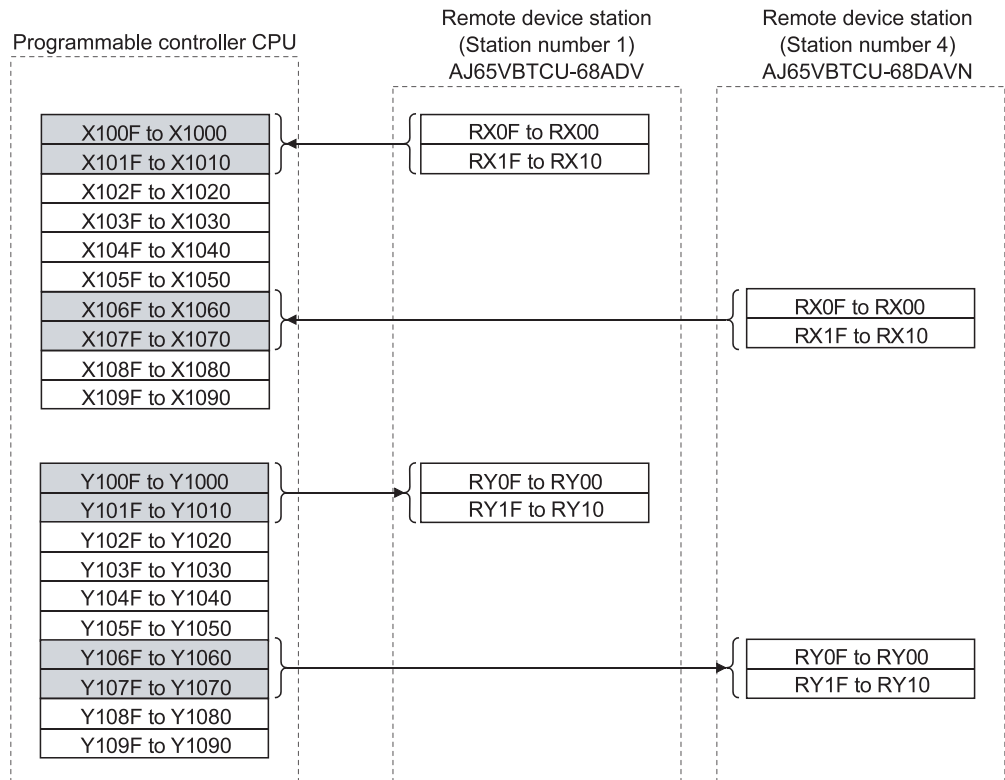 Programmable controller CPU
Remote device station
(Station number 1)
AJ65VBTCU-68ADV
Remote device station
(Station number 4)
AJ65VBTCU-68DAVN
X100F to X1000
X101F to X1010
X102F to X1020
X103F to X1030
X104F to X1040
X105F to X1050
X106F to X1060
X107F to X1070
X108F to X1080
X109F to X1090
RX0F to RX00
RX1F to RX10
RX0F to RX00
RX1F to RX10
Y100F to Y1000
Y101F to Y1010
Y102F to Y1020
Y103F to Y1030
Y104F to Y1040
Y105F to Y1050
Y106F to Y1060
Y107F to Y1070
Y108F to Y1080
Y109F to Y1090
RY0F to RY00
RY1F to RY10
RY0F to RY00
RY1F to RY10